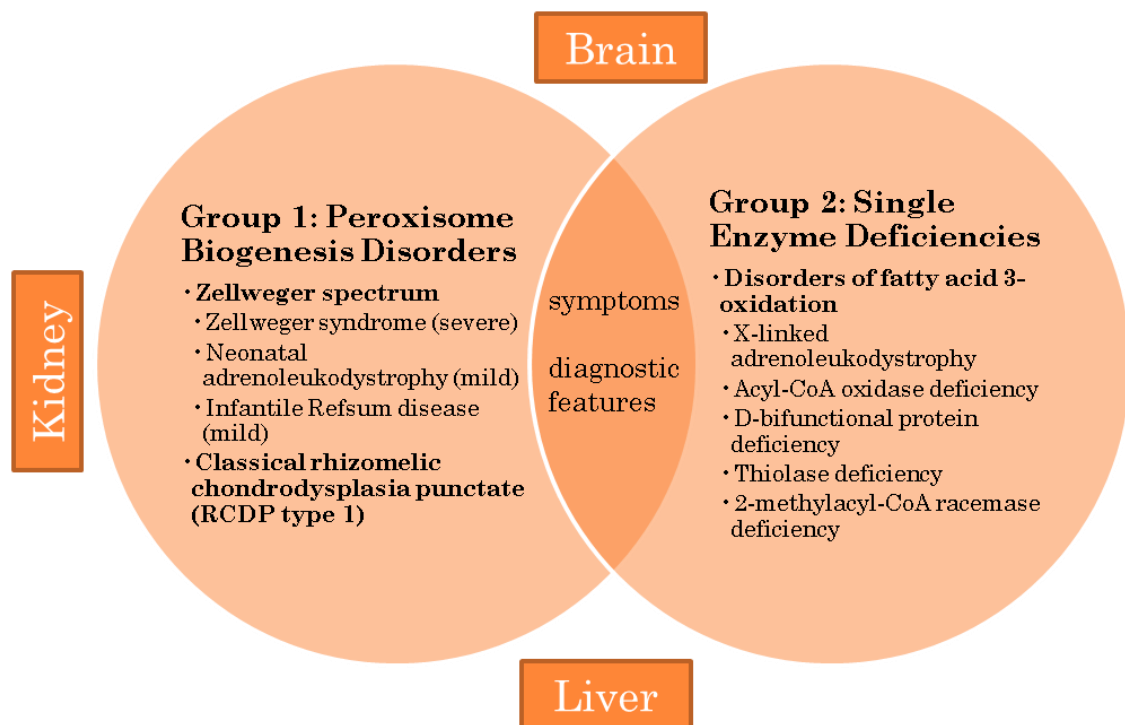 Brain
Kidney
Group 1: Peroxisome
Biogenesis Disorders
· Zellweger spectrum
· Zellweger syndrome (severe)
· Neonatal
adrenoleukodystrophy (mild)
· Infantile Refsum disease
(mild)
· Classical rhizomelic
chondrodysplasia punctate
(RCDP type 1)
symptoms
diagnostic
features
Group 2: Single
Enzyme Deficiencies
· Disorders of fatty acid 3-
oxidation
· X-linked
adrenoleukodystrophy
· Acyl-CoA oxidase deficiency
· D-bifunctional protein
deficiency
· Thiolase deficiency
· 2-methylacyl-CoA racemase
deficiency
Liver